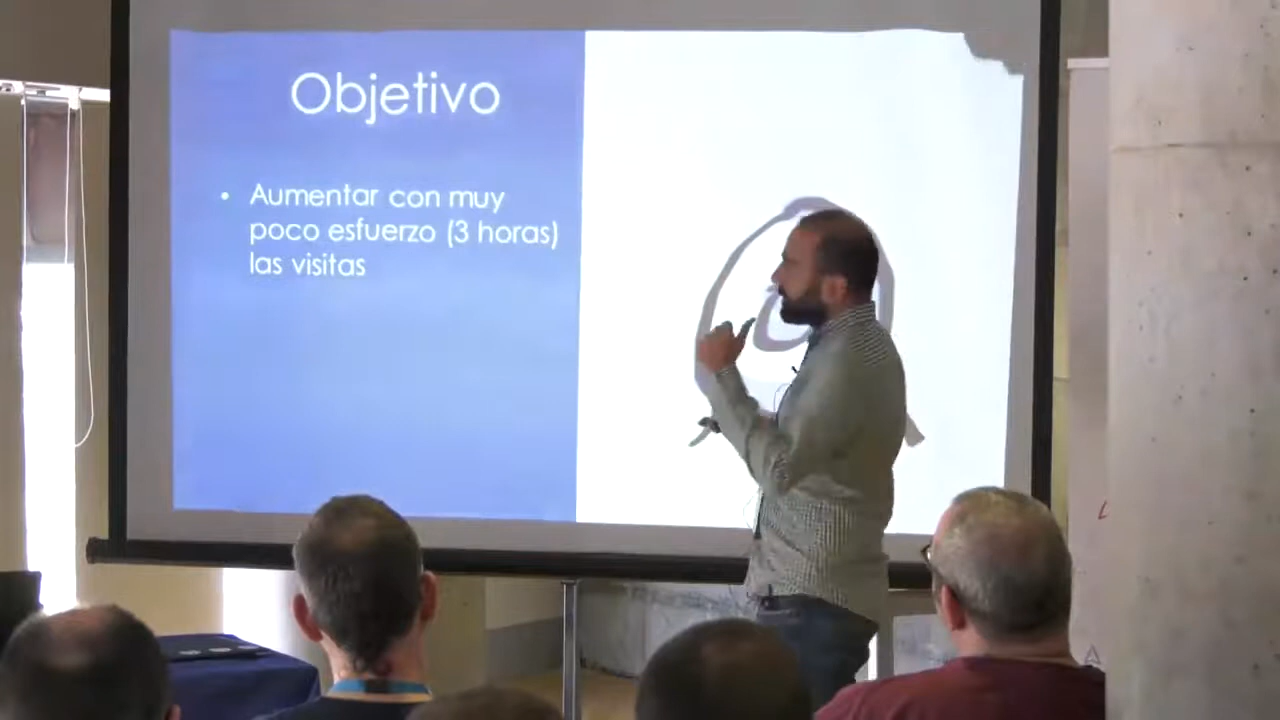 Objetivo
• Aumentar con muy
poco esfuerzo (3 horas)
las visitas